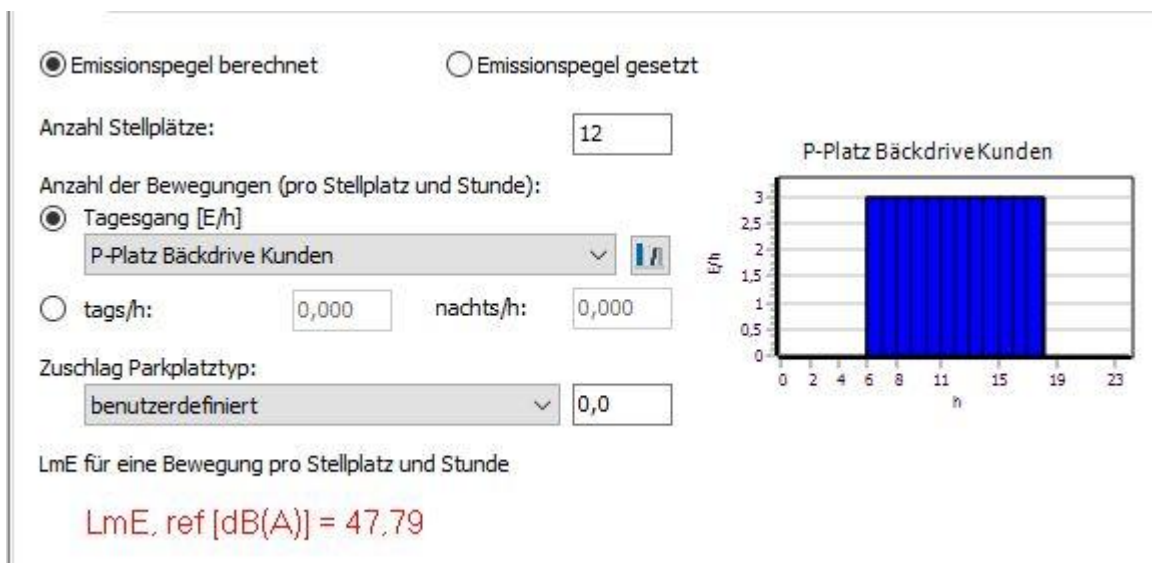 Emissionspegel berechnet Emissionspegel gesetzt
Anzahl Stellplätze: 12
Anzahl der Bewegungen (pro Stellplatz und Stunde):
Tagesgang [E/h]
P-Platz Bäckdrive Kunden
tags/h: 0,000 nachts/h: 0,000
Zuschlag Parkplatztyp:
benutzerdefiniert 0,0
LmE für eine Bewegung pro Stellplatz und Stunde
LmE, ref [dB(A)] = 47,79
P-Platz Bäckdrive Kunden
3
2,5
2
1,5
1
0,5
0
E/h
0 2 4 6 8 11 15 19 23
h